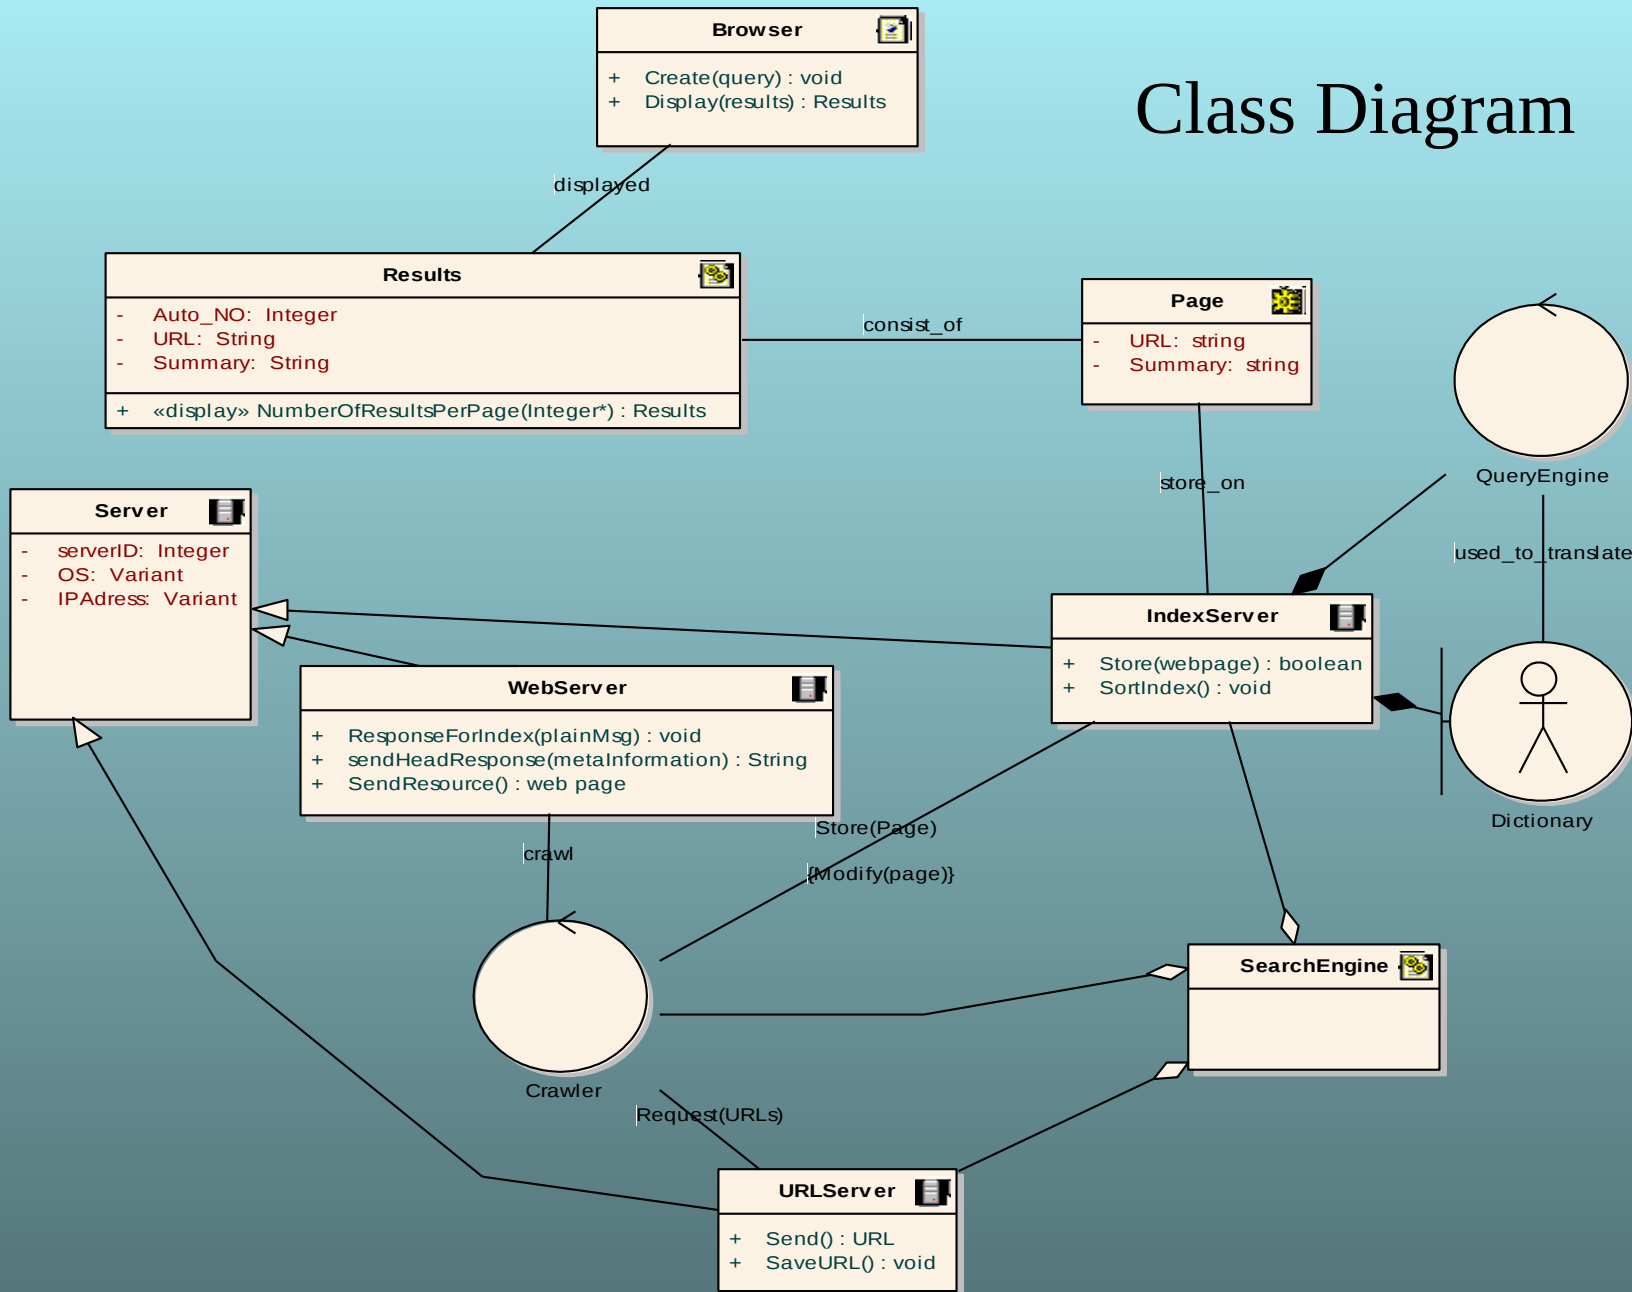 Browser
+ Create(query) : void
+ Display(results) : Results
Class Diagram
displayed
Results
- Auto_NO: Integer
- URL: String
- Summary: String
+ «display» NumberOfResultsPerPage(Integer*) : Results
consist_of
Page
- URL: string
- Summary: string
QueryEngine
store_on
used_to_translate
Server
- serverID: Integer
- OS: Variant
- IPAdress: Variant
IndexServer
+ Store(webpage) : boolean
+ SortIndex() : void
WebServer
+ ResponseForIndex(plainMsg) : void
+ sendHeadResponse(metaInformation) : String
+ SendResource() : web page
Dictionary
Store(Page)
crawl
{Modify(page)}
SearchEngine
Crawler
Request(URLs)
URLServer
+ Send() : URL
+ SaveURL() : void